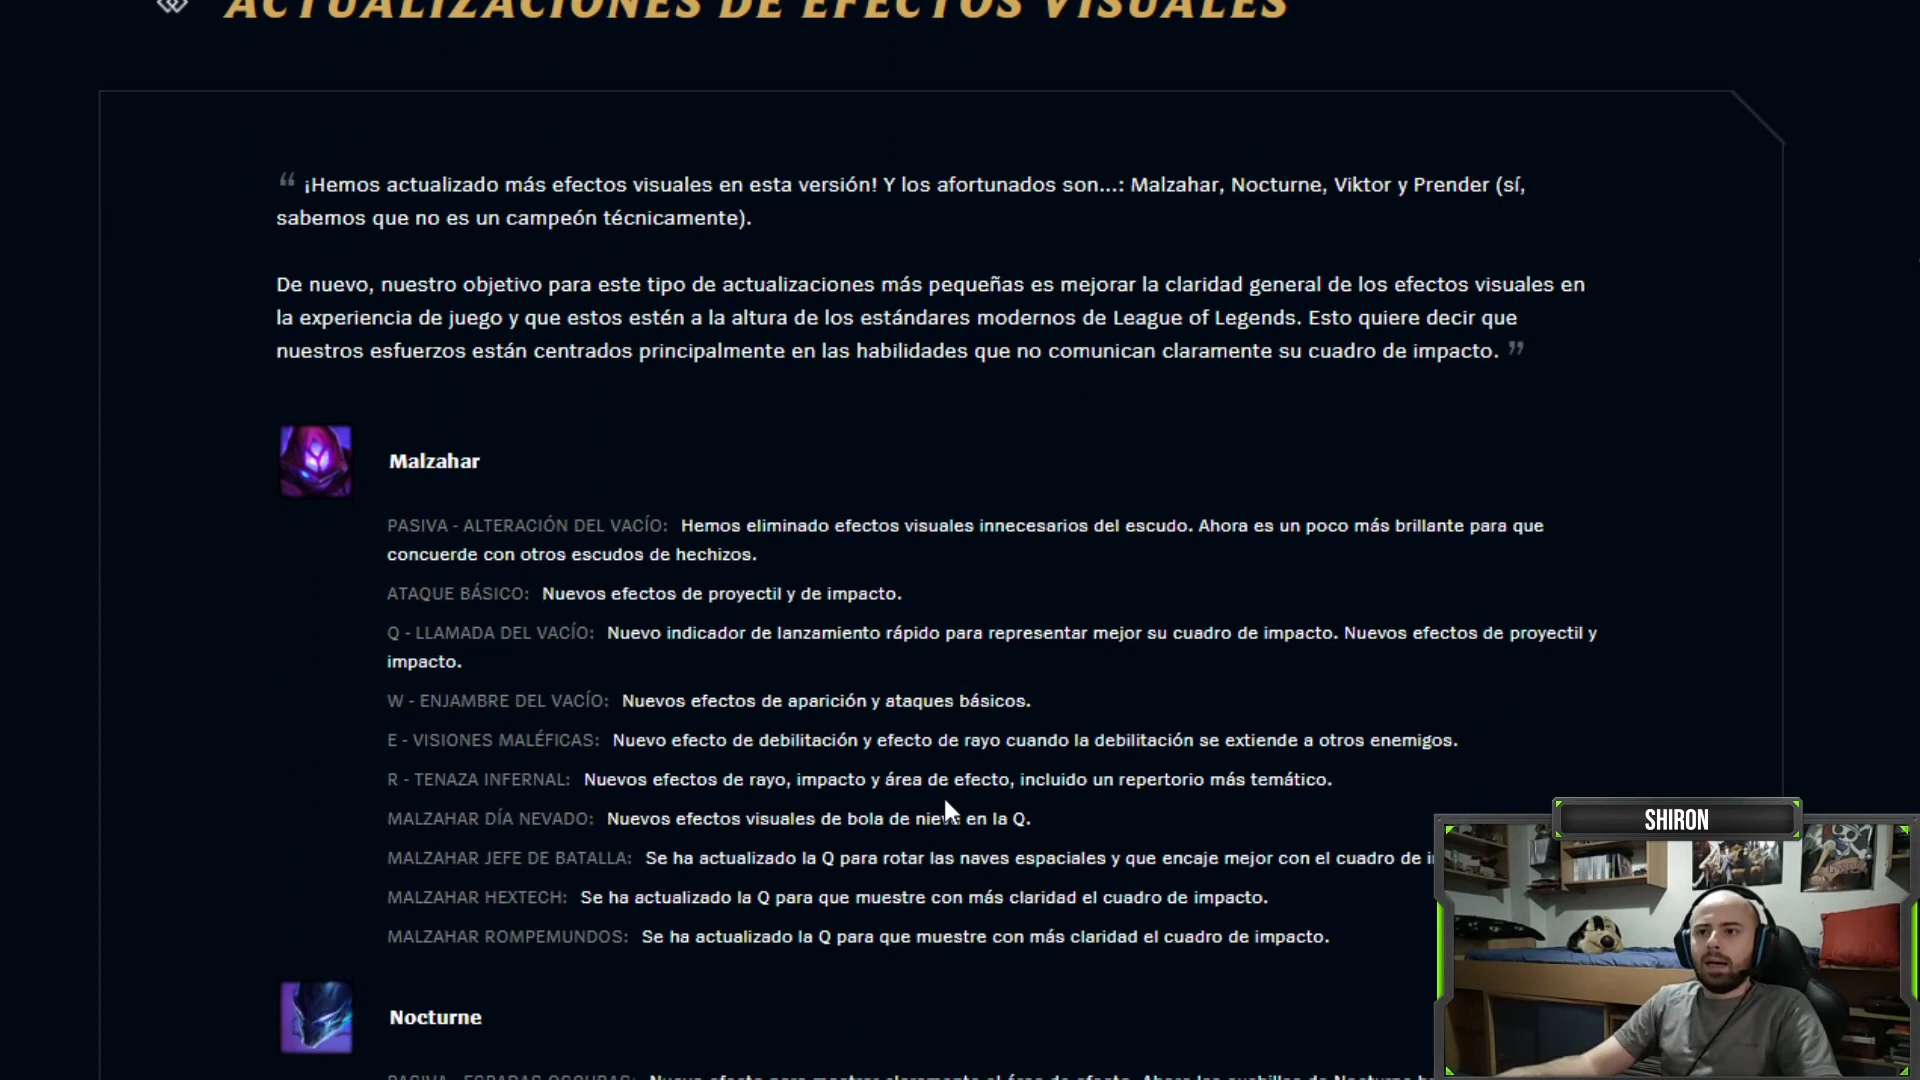 ACTUALIZACIONES DE EFECTOS VISUALES
“ ¡Hemos actualizado más efectos visuales en esta versión! Y los afortunados son...: Malzahar, Nocturne, Viktor y Prender (sí,
sabemos que no es un campeón técnicamente).
De nuevo, nuestro objetivo para este tipo de actualizaciones más pequeñas es mejorar la claridad general de los efectos visuales en
la experiencia de juego y que estos estén a la altura de los estándares modernos de League of Legends. Esto quiere decir que
nuestros esfuerzos están centrados principalmente en las habilidades que no comunican claramente su cuadro de impacto. ”
Malzahar
PASIVA - ALTERACIÓN DEL VACÍO: Hemos eliminado efectos visuales innecesarios del escudo. Ahora es un poco más brillante para que
concuerde con otros escudos de hechizos.
ATAQUE BÁSICO: Nuevos efectos de proyectil y de impacto.
Q - LLAMADA DEL VACÍO: Nuevo indicador de lanzamiento rápido para representar mejor su cuadro de impacto. Nuevos efectos de proyectil y
impacto.
W - ENJAMBRE DEL VACÍO: Nuevos efectos de aparición y ataques básicos.
E - VISIONES MALÉFICAS: Nuevo efecto de debilitación y efecto de rayo cuando la debilitación se extiende a otros enemigos.
R - TENAZA INFERNAL: Nuevos efectos de rayo, impacto y área de efecto, incluido un repertorio más temático.
MALZAHAR DÍA NEVADO: Nuevos efectos visuales de bola de nieve en la Q.
MALZAHAR JEFE DE BATALLA: Se ha actualizado la Q para rotar las naves espaciales y que encaje mejor con el cuadro de
MALZAHAR HEXTECH: Se ha actualizado la Q para que muestre con más claridad el cuadro de impacto.
MALZAHAR ROMPEMUNDOS: Se ha actualizado la Q para que muestre con más claridad el cuadro de impacto.
Nocturne
SHIRON